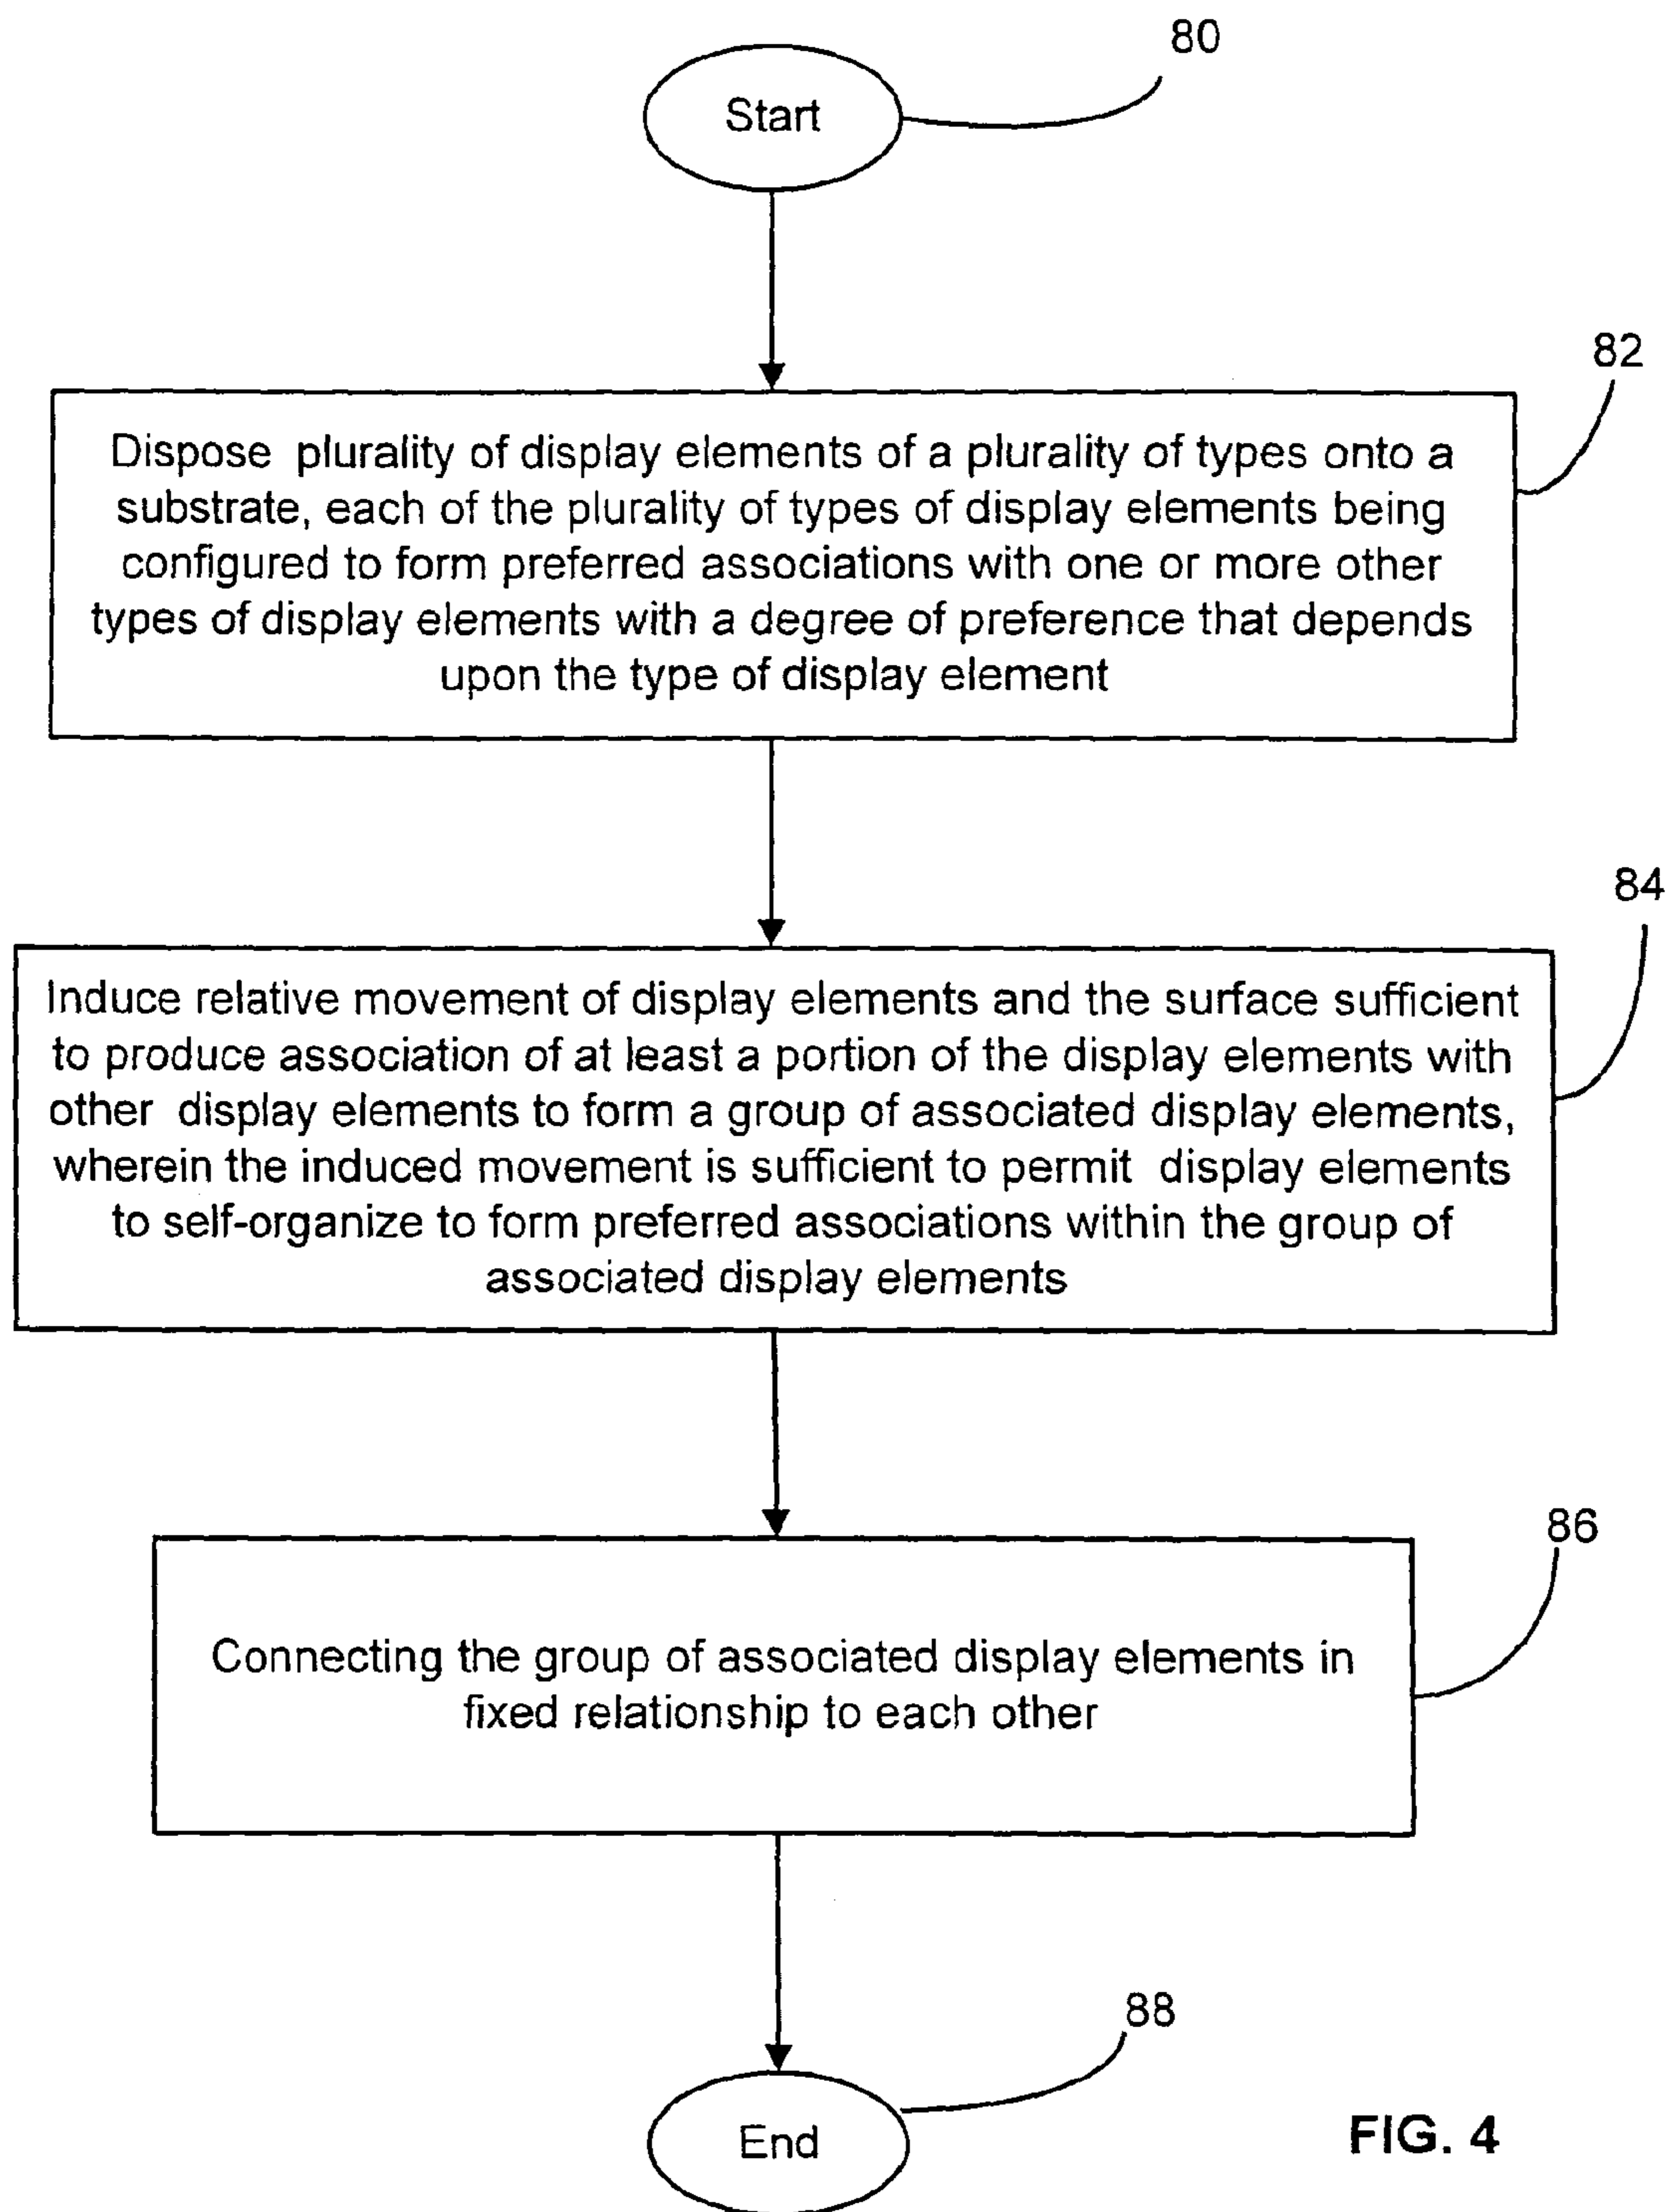 80
Start
82
Dispose plurality of display elements of a plurality of types onto a
substrate, each of the plurality of types of display elements being
configured to form preferred associations with one or more other
types of display elements with a degree of preference that depends
upon the type of display element
84
Induce relative movement of display elements and the surface sufficient
to produce association of at least a portion of the display elements with
other display elements to form a group of associated display elements,
wherein the induced movement is sufficient to permit display elements
to self-organize to form preferred associations within the group of
associated display elements
86
Connecting the group of associated display elements in
fixed relationship to each other
88
End
FIG. 4